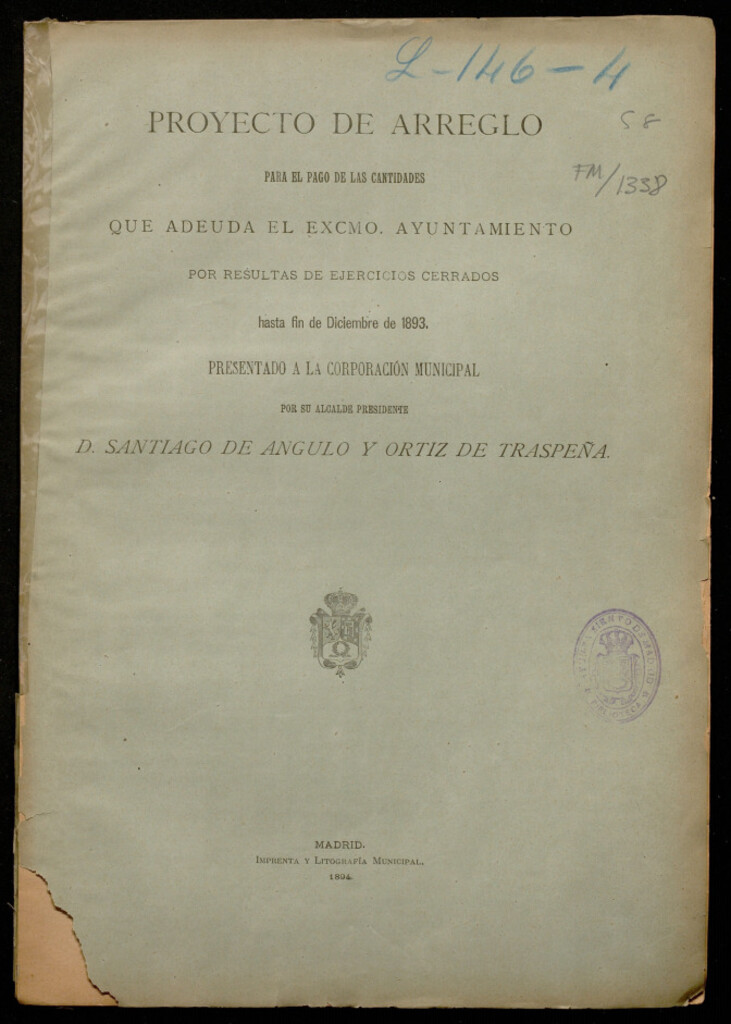 L-146-4
58
PROYECTO DE ARREGLO
FM/1338
PARA EL PAGO DE LAS CANTIDADES
QUE ADEUDA EL EXCMO. AYUNTAMIENTO
POR RESULTAS DE EJERCICIOS CERRADOS
hasta fin de Diciembre de 1893.
PRESENTADO A LA CORPORACIÓN MUNICIPAL
POR SU ALCALDE PRESIDENTE
D. SANTIAGO DE ANGULO Y ORTIZ DE TRASPEÑA.
MADRID.
IMPRENTA Y LITOGRAFÍA MUNICIPAL.
1894